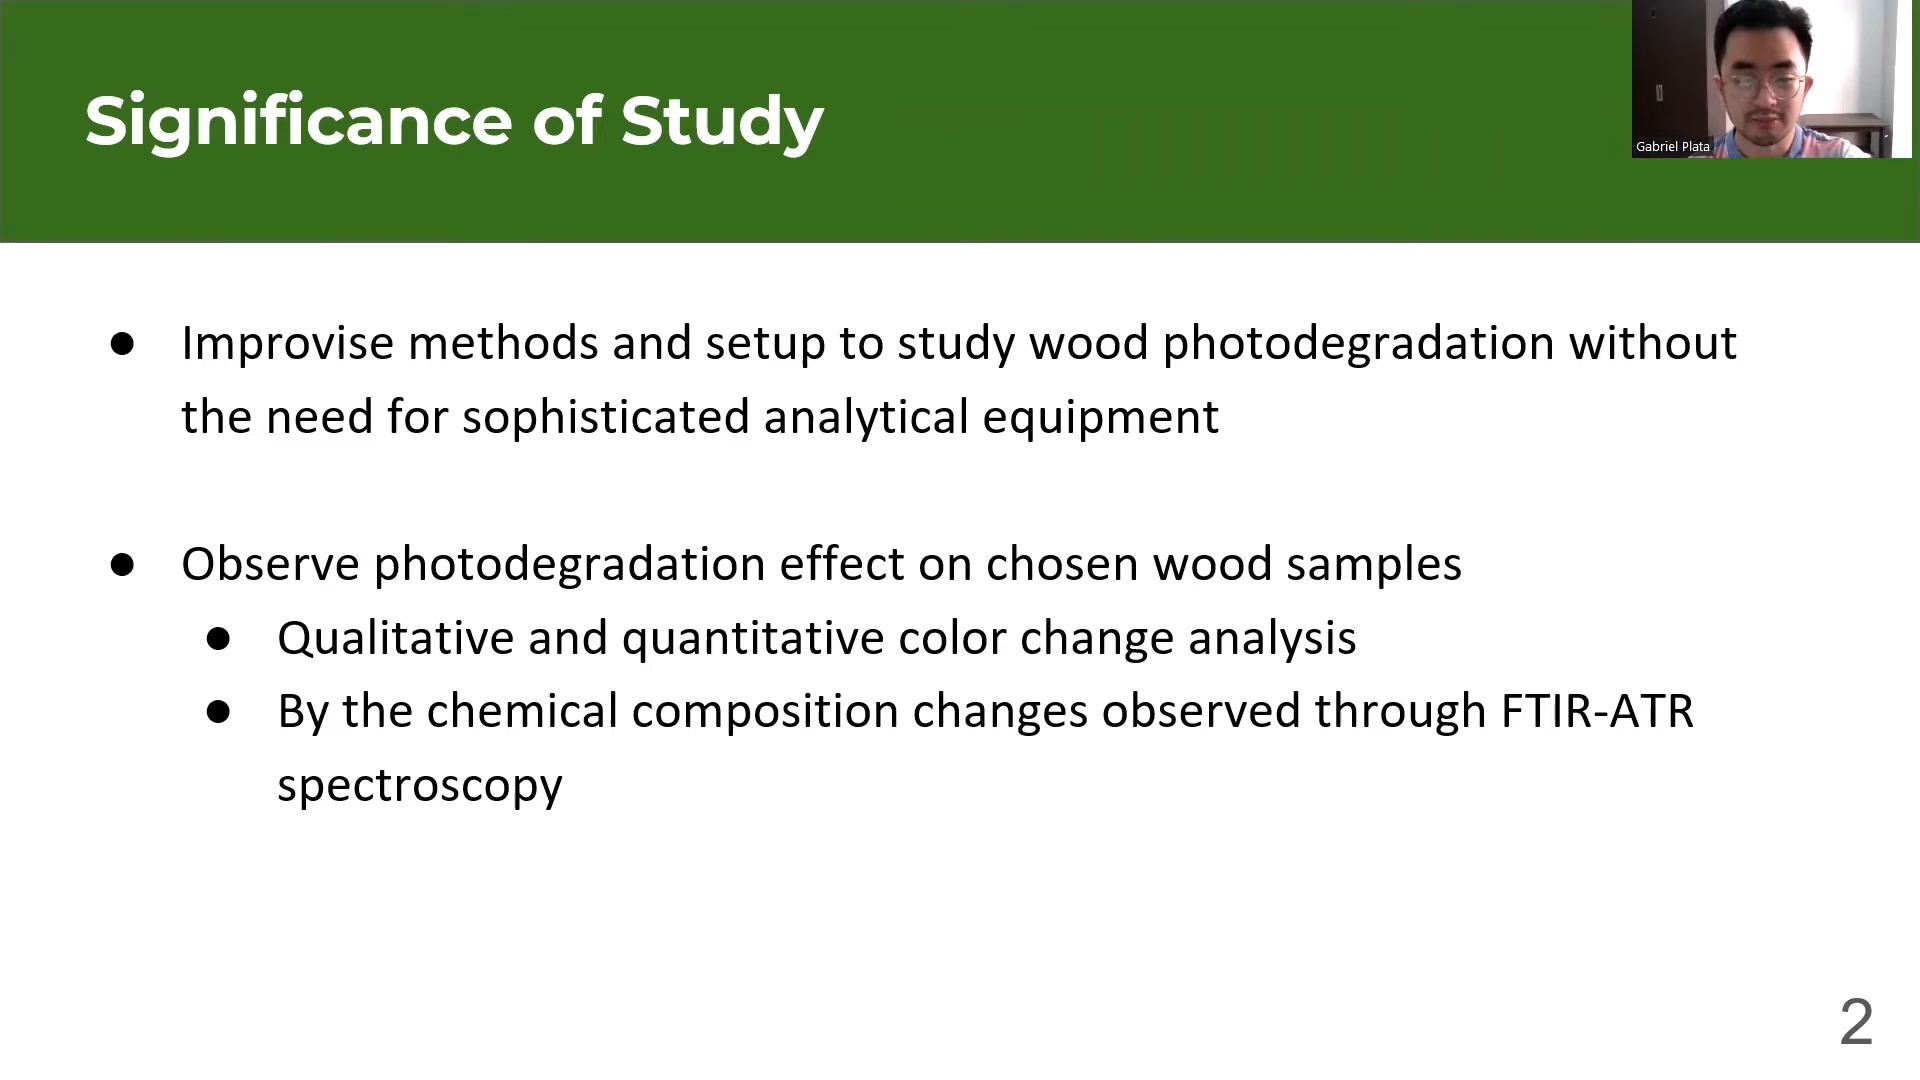 Significance of Study
Gabriel Plata
● Improvise methods and setup to study wood photodegradation without
the need for sophisticated analytical equipment
● Observe photodegradation effect on chosen wood samples
● Qualitative and quantitative color change analysis
● By the chemical composition changes observed through FTIR-ATR
spectroscopy
2